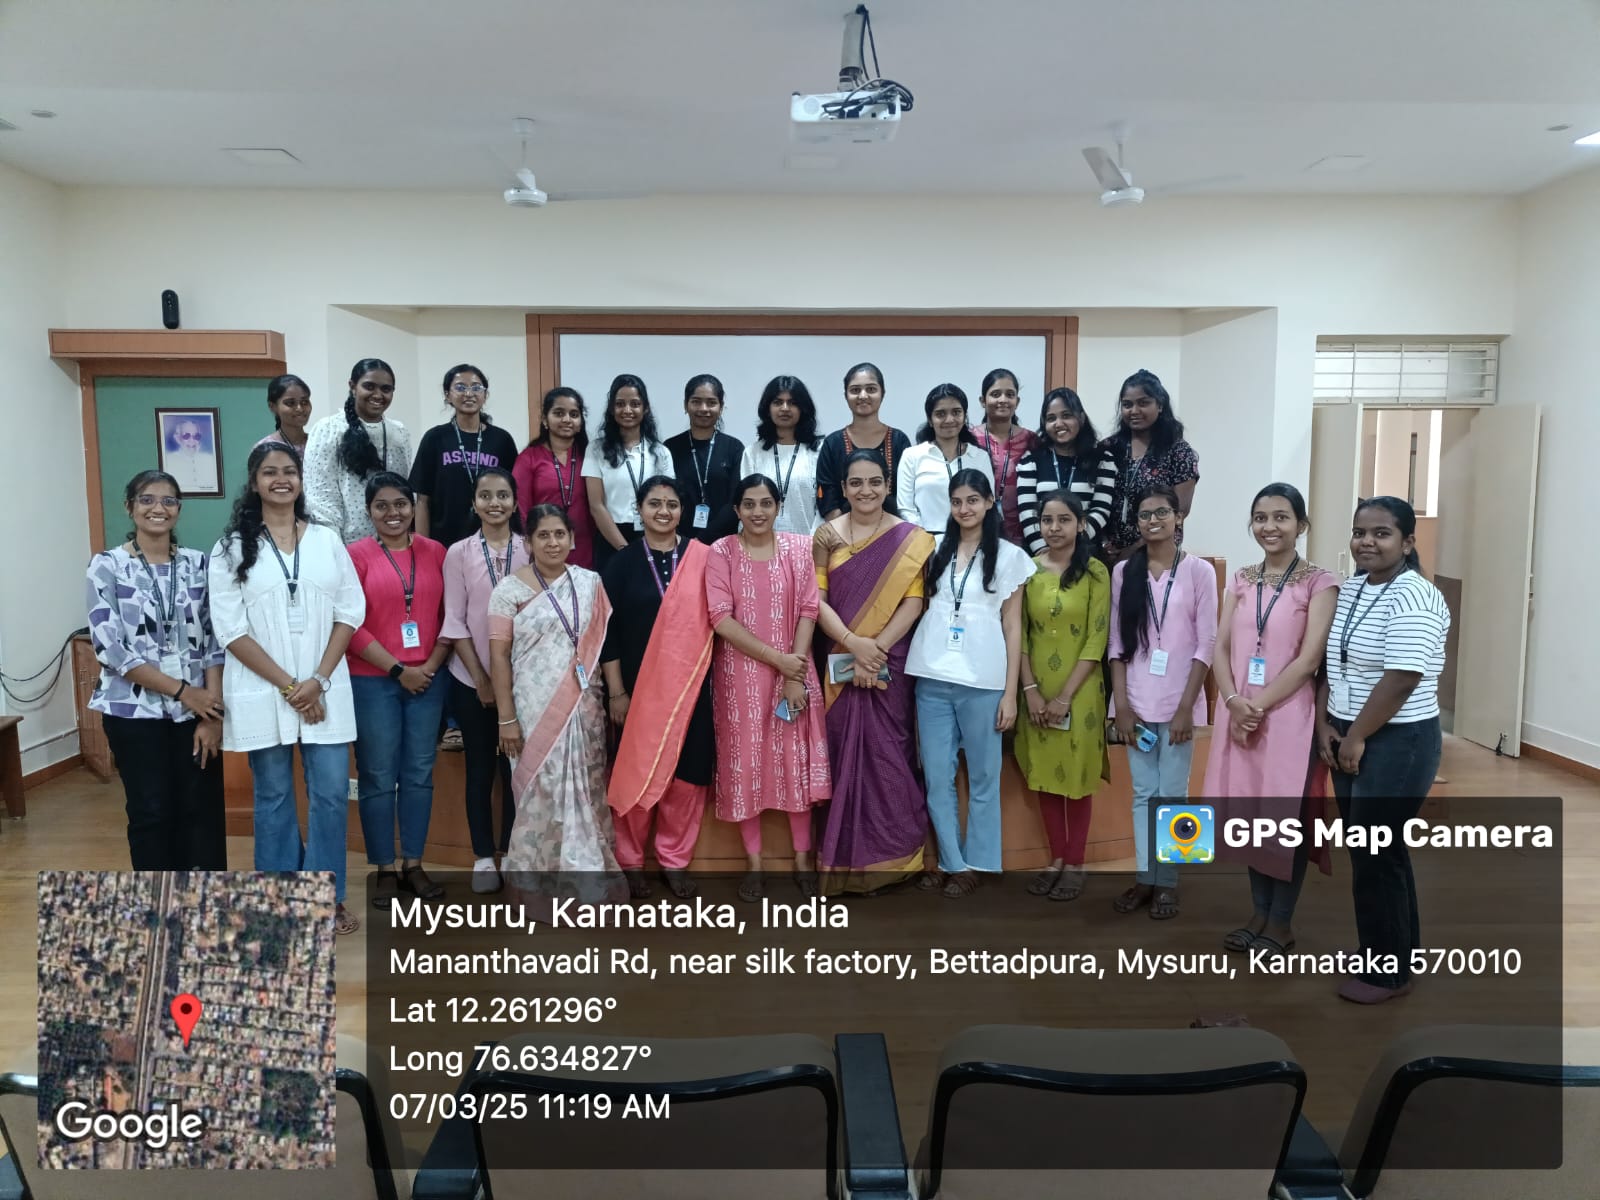 ASCEND
GPS Map Camera
Mysuru, Karnataka, India
Mananthavadi Rd, near silk factory, Bettadpura, Mysuru, Karnataka 570010
Lat 12.261296°
Long 76.634827°
07/03/25 11:19 AM
Google